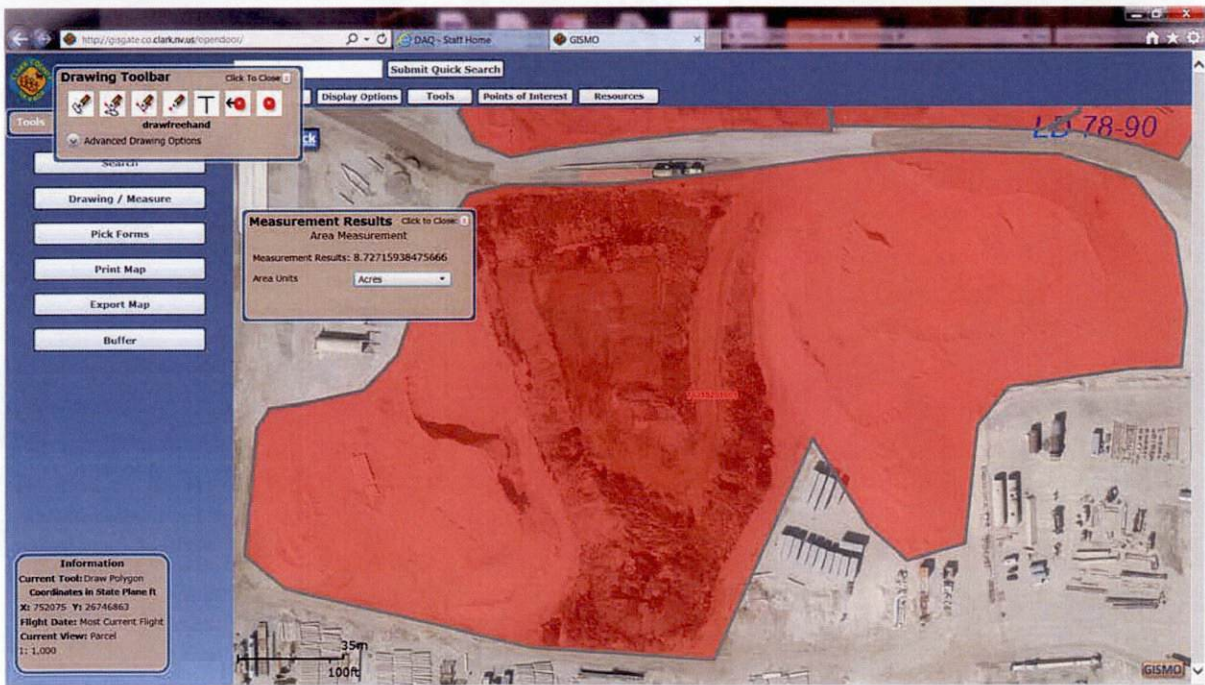 http://gisgate.co.clark.nv.us/opendoor/
DAQ - Staff Home
GISMO
Drawing Toolbar
Click To Close
drawfreehand
Advanced Drawing Options
Submit Quick Search
Display Options
Tools
Points of Interest
Resources
Tools
Search
Drawing / Measure
Pick Forms
Print Map
Export Map
Buffer
LD 78-90
Measurement Results
Click to Close
Area Measurement
Measurement Results: 8.72715938475666
Area Units
Acres
Information
Current Tool: Draw Polygon
Coordinates in State Plane ft
X: 752075 Y: 26746863
Flight Date: Most Current Flight
Current View: Parcel
1: 1,000
35m
100ft
GISMO